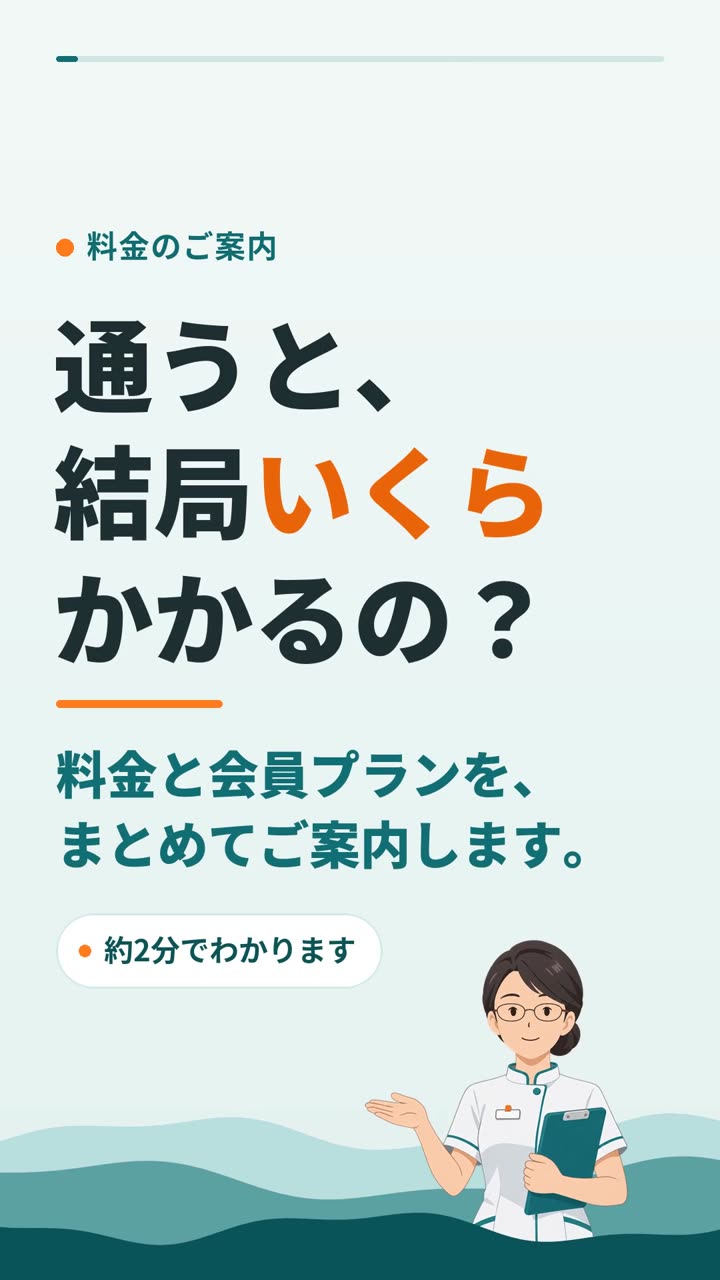 料金のご案内
通うと、
結局いくら
かかるの？
料金と会員プランを、
まとめてご案内します。
約2分でわかります